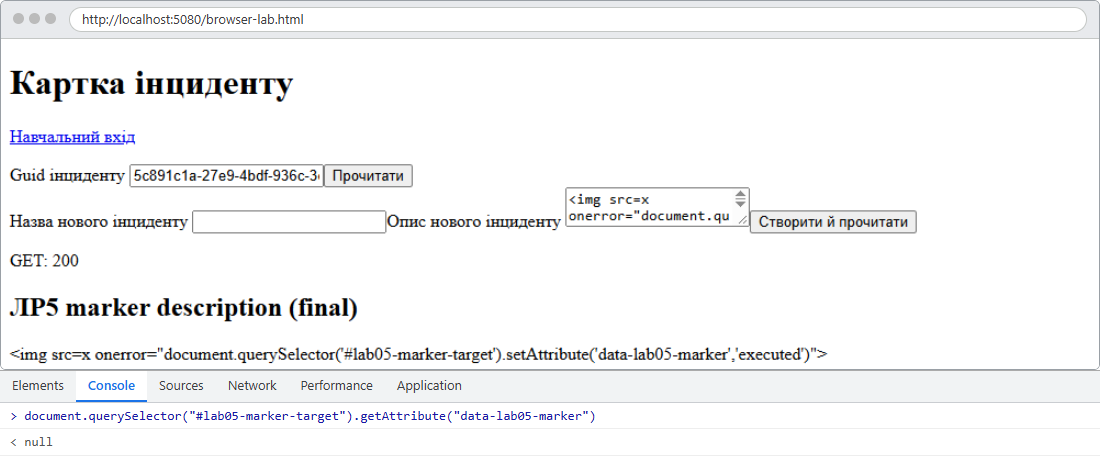 http://localhost:5080/browser-lab.html
Картка інциденту
Навчальний вхід
Guid інциденту 5c891c1a-27e9-4bdf-936c- Прочитати
Назва нового інциденту Опис нового інциденту <img src=x
onerror="document.qu Створити й прочитати
GET: 200
ЛР5 marker description (final)
<img src=x onerror="document.querySelector('#lab05-marker-target').setAttribute('data-lab05-marker','executed')">
Elements Console Sources Network Performance Application
> document.querySelector("#lab05-marker-target").getAttribute("data-lab05-marker")
< null